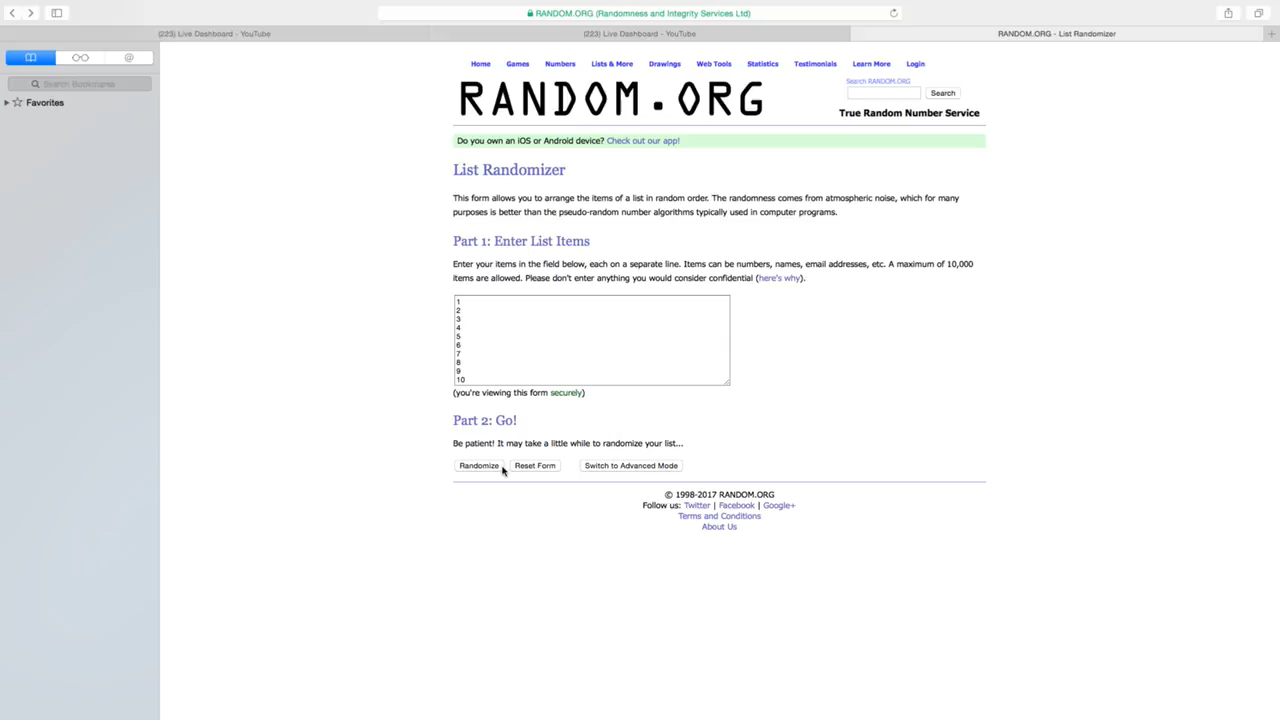 RANDOM.ORG (Randomness and Integrity Services Ltd)
(223) Live Dashboard - YouTube
(223) Live Dashboard - YouTube
RANDOM.ORG - List Randomizer
Search Bookmarks
Favorites
Home Games Numbers Lists & More Drawings Web Tools Statistics Testimonials Learn More Login
Search RANDOM.ORG
Search
RANDOM.ORG
True Random Number Service
Do you own an iOS or Android device? Check out our app!
List Randomizer
This form allows you to arrange the items of a list in random order. The randomness comes from atmospheric noise, which for many
purposes is better than the pseudo-random number algorithms typically used in computer programs.
Part 1: Enter List Items
Enter your items in the field below, each on a separate line. Items can be numbers, names, email addresses, etc. A maximum of 10,000
items are allowed. Please don't enter anything you would consider confidential (here's why).
1
2
3
4
5
6
7
8
9
10
(you're viewing this form securely)
Part 2: Go!
Be patient! It may take a little while to randomize your list...
Randomize Reset Form Switch to Advanced Mode
© 1998-2017 RANDOM.ORG
Follow us: Twitter | Facebook | Google+
Terms and Conditions
About Us